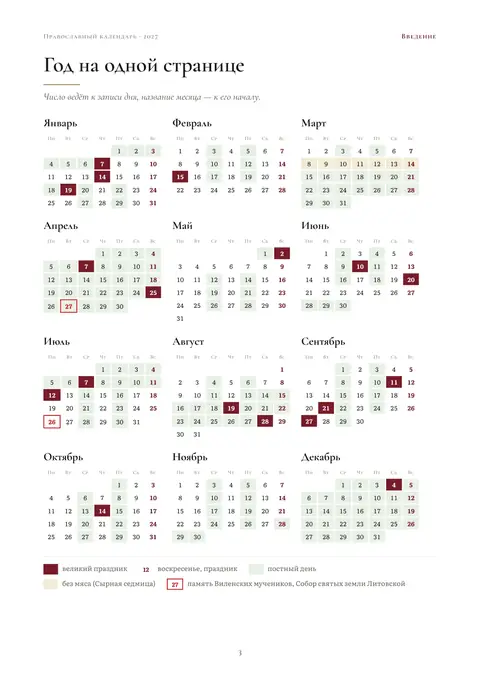 Православный календарь · 2027
Введение
Год на одной странице
Число ведёт к записи дня, название месяца — к его началу.
Январь
Пн Вт Ср Чт Пт Сб Вс
1 2 3
4 5 6 7 8 9 10
11 12 13 14 15 16 17
18 19 20 21 22 23 24
25 26 27 28 29 30 31
Февраль
Пн Вт Ср Чт Пт Сб Вс
1 2 3 4 5 6 7
8 9 10 11 12 13 14
15 16 17 18 19 20 21
22 23 24 25 26 27 28
Март
Пн Вт Ср Чт Пт Сб Вс
1 2 3 4 5 6 7
8 9 10 11 12 13 14
15 16 17 18 19 20 21
22 23 24 25 26 27 28
29 30 31
Апрель
Пн Вт Ср Чт Пт Сб Вс
1 2 3 4
5 6 7 8 9 10 11
12 13 14 15 16 17 18
19 20 21 22 23 24 25
26 27 28 29 30
Май
Пн Вт Ср Чт Пт Сб Вс
1 2
3 4 5 6 7 8 9
10 11 12 13 14 15 16
17 18 19 20 21 22 23
24 25 26 27 28 29 30
31
Июнь
Пн Вт Ср Чт Пт Сб Вс
1 2 3 4 5 6
7 8 9 10 11 12 13
14 15 16 17 18 19 20
21 22 23 24 25 26 27
28 29 30
Июль
Пн Вт Ср Чт Пт Сб Вс
1 2 3 4
5 6 7 8 9 10 11
12 13 14 15 16 17 18
19 20 21 22 23 24 25
26 27 28 29 30 31
Август
Пн Вт Ср Чт Пт Сб Вс
1
2 3 4 5 6 7 8
9 10 11 12 13 14 15
16 17 18 19 20 21 22
23 24 25 26 27 28 29
30 31
Сентябрь
Пн Вт Ср Чт Пт Сб Вс
1 2 3 4 5
6 7 8 9 10 11 12
13 14 15 16 17 18 19
20 21 22 23 24 25 26
27 28 29 30
Октябрь
Пн Вт Ср Чт Пт Сб Вс
1 2 3
4 5 6 7 8 9 10
11 12 13 14 15 16 17
18 19 20 21 22 23 24
25 26 27 28 29 30 31
Ноябрь
Пн Вт Ср Чт Пт Сб Вс
1 2 3 4 5 6 7
8 9 10 11 12 13 14
15 16 17 18 19 20 21
22 23 24 25 26 27 28
29 30
Декабрь
Пн Вт Ср Чт Пт Сб Вс
1 2 3 4 5
6 7 8 9 10 11 12
13 14 15 16 17 18 19
20 21 22 23 24 25 26
27 28 29 30 31
великий праздник 12 воскресенье, праздник постный день
без мяса (Сырная седмица) 27 память Виленских мучеников, Собор святых земли Литовской
3